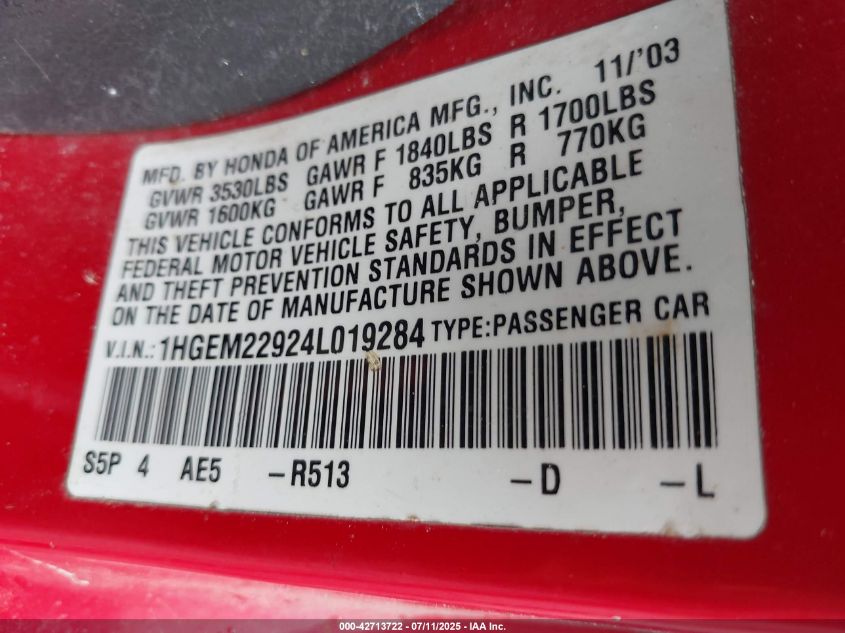 MFD. BY HONDA OF AMERICA MFG., INC. 11/'03
GVWR 3530LBS GAWR F 1840LBS R 1700LBS
GVWR 1600KG GAWR F 835KG R 770KG
THIS VEHICLE CONFORMS TO ALL APPLICABLE
FEDERAL MOTOR VEHICLE SAFETY, BUMPER,
AND THEFT PREVENTION STANDARDS IN EFFECT
ON THE DATE OF MANUFACTURE SHOWN ABOVE.
V.I.N.: 1HGEM22924L019284 TYPE:PASSENGER CAR
S5P 4 AE5 -R513 -D -L
000-42713722 - 07/11/2025 - IAA Inc.